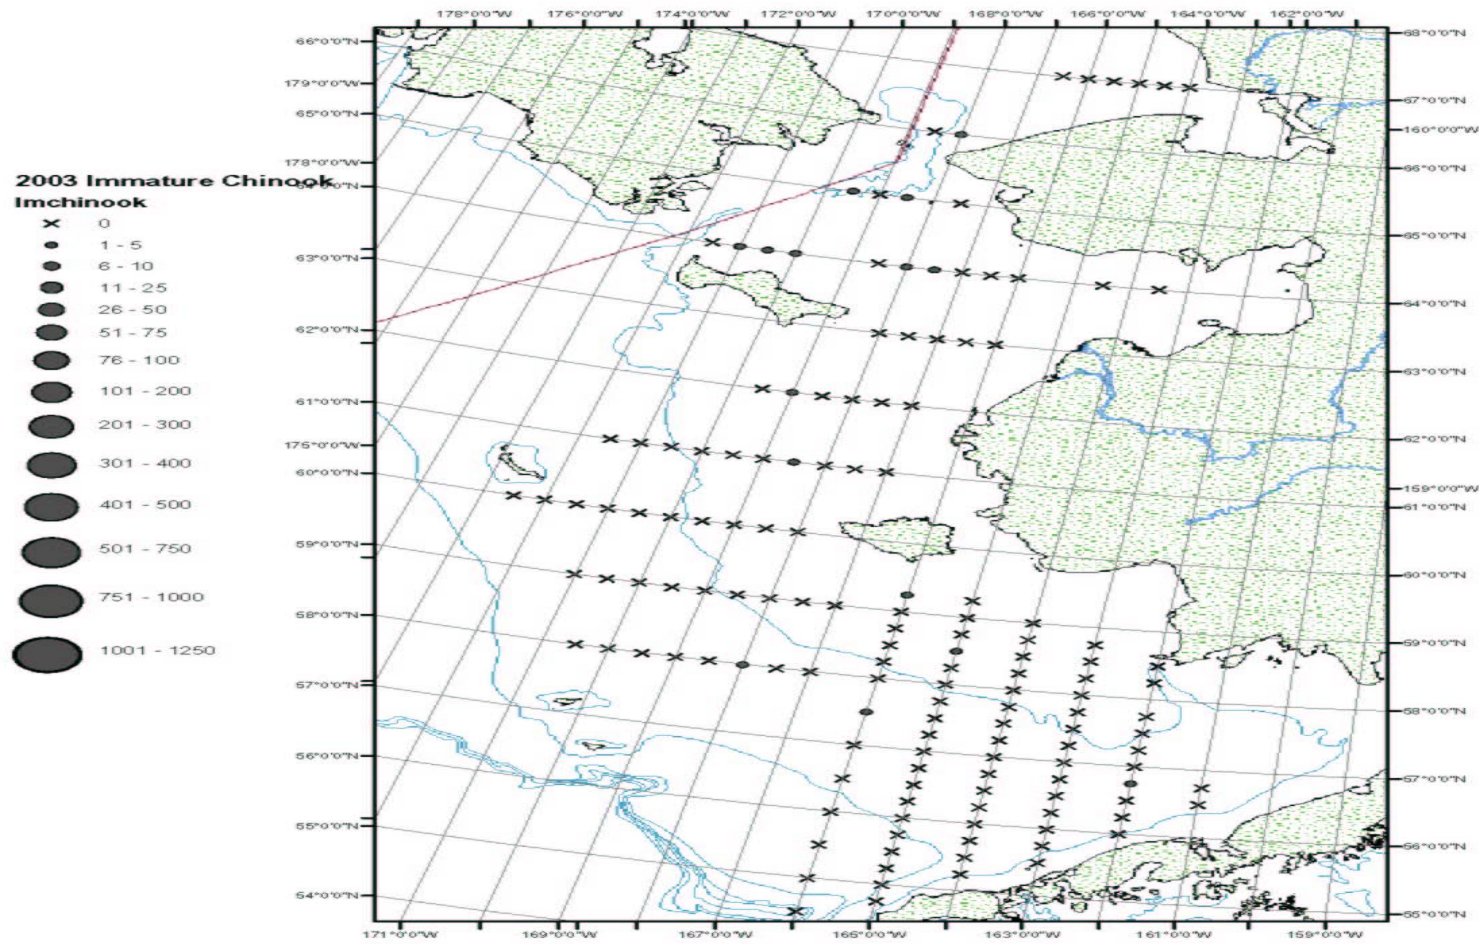 178°0'0"W 176°0'0"W 174°0'0"W 172°0'0"W 170°0'0"W 168°0'0"W 166°0'0"W 164°0'0"W 162°0'0"W
66°0'0"N
179°0'0"W
65°0'0"N
178°0'0"W
64°0'0"N
63°0'0"N
62°0'0"N
61°0'0"N
175°0'0"W
60°0'0"N
59°0'0"N
58°0'0"N
57°0'0"N
56°0'0"N
55°0'0"N
54°0'0"N
2003 Immature Chinook
Imchinook
0
1 - 5
6 - 10
11 - 25
26 - 50
51 - 75
76 - 100
101 - 200
201 - 300
301 - 400
401 - 500
501 - 750
751 - 1000
1001 - 1250
68°0'0"N
67°0'0"N
160°0'0"W
66°0'0"N
65°0'0"N
64°0'0"N
63°0'0"N
62°0'0"N
159°0'0"W
61°0'0"N
60°0'0"N
59°0'0"N
58°0'0"N
57°0'0"N
56°0'0"N
55°0'0"N
171°0'0"W 169°0'0"W 167°0'0"W 165°0'0"W 163°0'0"W 161°0'0"W 159°0'0"W